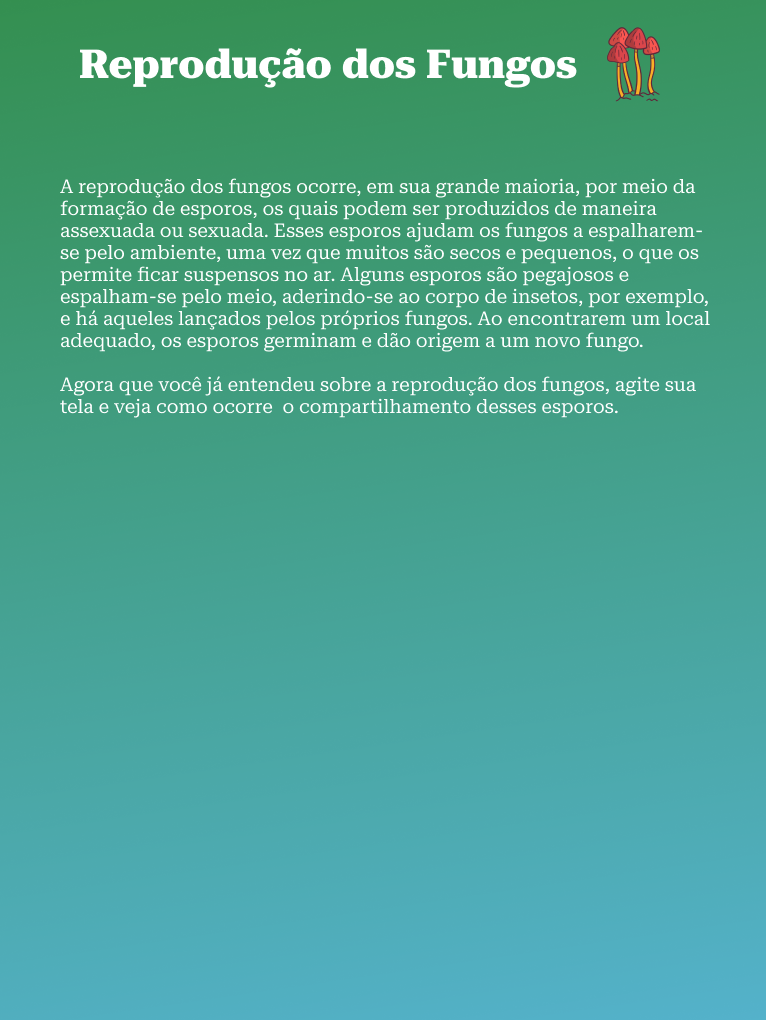 Reprodução dos Fungos
A reprodução dos fungos ocorre, em sua grande maioria, por meio da
formação de esporos, os quais podem ser produzidos de maneira
assexuada ou sexuada. Esses esporos ajudam os fungos a espalharem-
se pelo ambiente, uma vez que muitos são secos e pequenos, o que os
permite ficar suspensos no ar. Alguns esporos são pegajosos e
espalham-se pelo meio, aderindo-se ao corpo de insetos, por exemplo,
e há aqueles lançados pelos próprios fungos. Ao encontrarem um local
adequado, os esporos germinam e dão origem a um novo fungo.
Agora que você já entendeu sobre a reprodução dos fungos, agite sua
tela e veja como ocorre  o compartilhamento desses esporos.